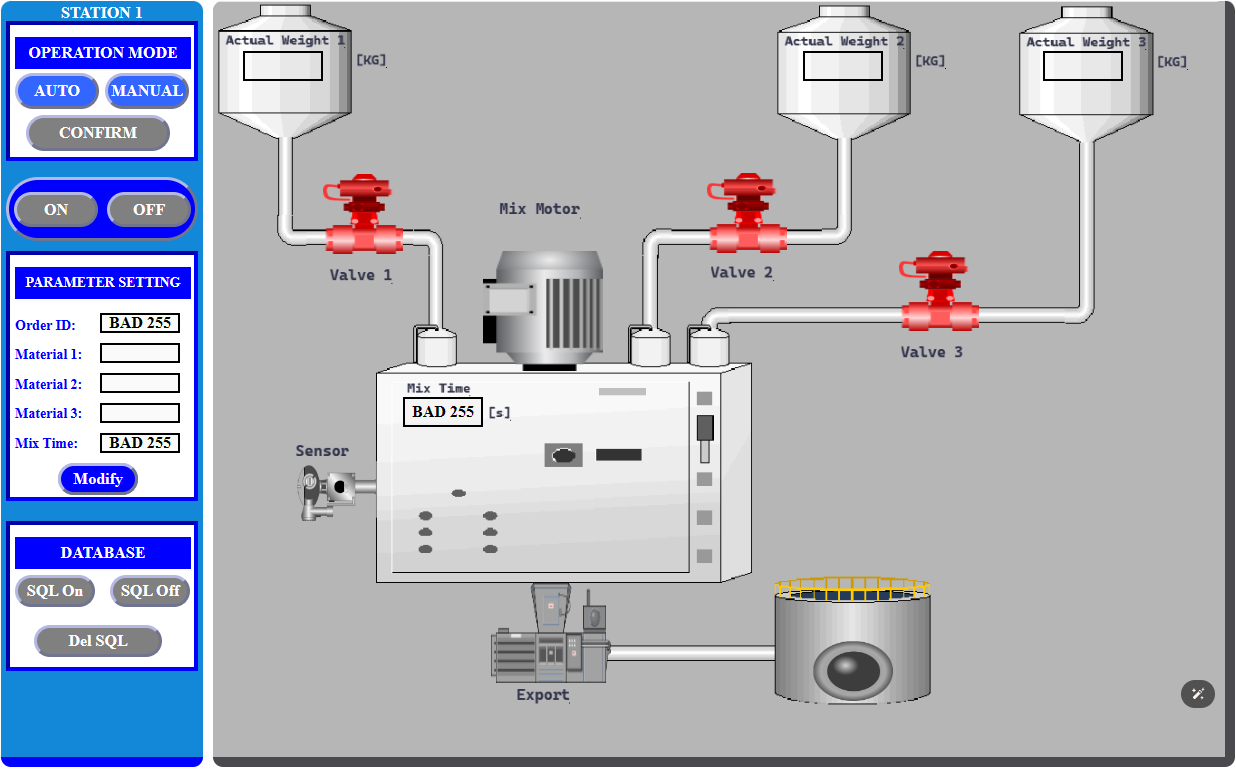 STATION 1
OPERATION MODE
AUTO
MANUAL
CONFIRM
ON
OFF
PARAMETER SETTING
Order ID: BAD 255
Material 1:
Material 2:
Material 3:
Mix Time: BAD 255
Modify
DATABASE
SQL On
SQL Off
Del SQL
Actual Weight 1
[KG]
Actual Weight 2
[KG]
Actual Weight 3
[KG]
Mix Motor
Valve 1
Valve 2
Valve 3
Mix Time
BAD 255 [s]
Sensor
Export